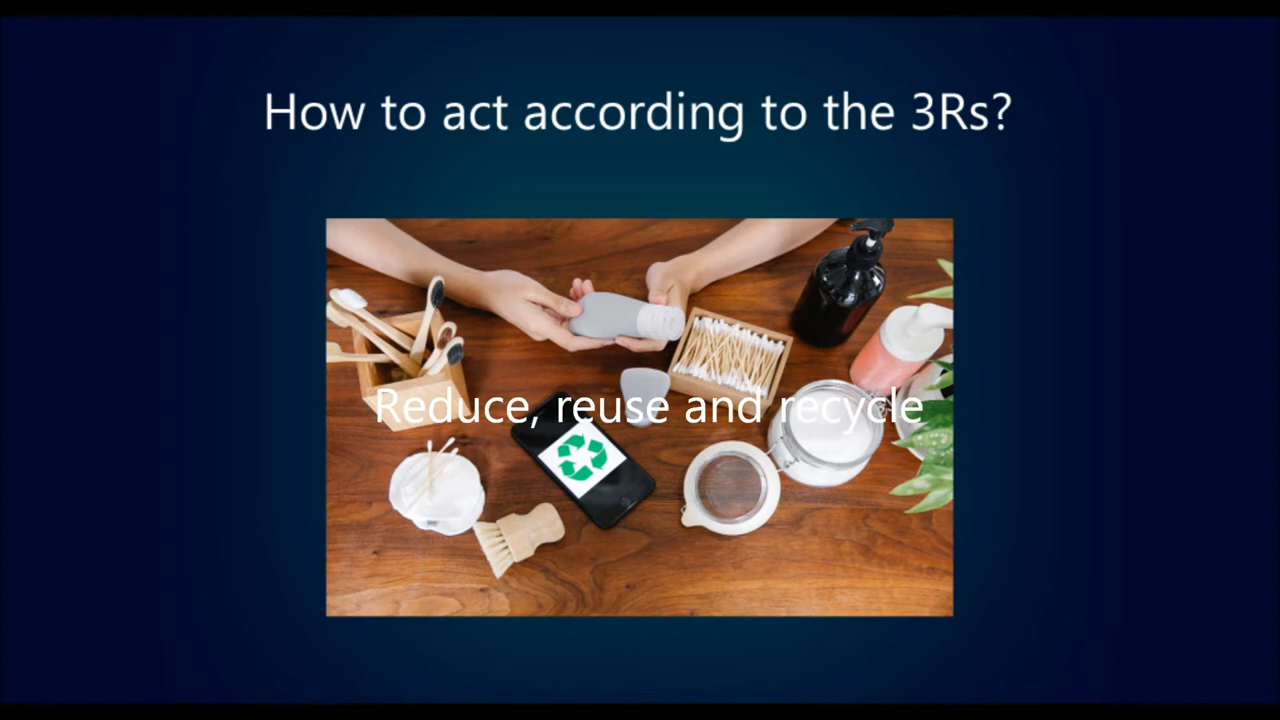 How to act according to the 3Rs?
Reduce, reuse and recycle